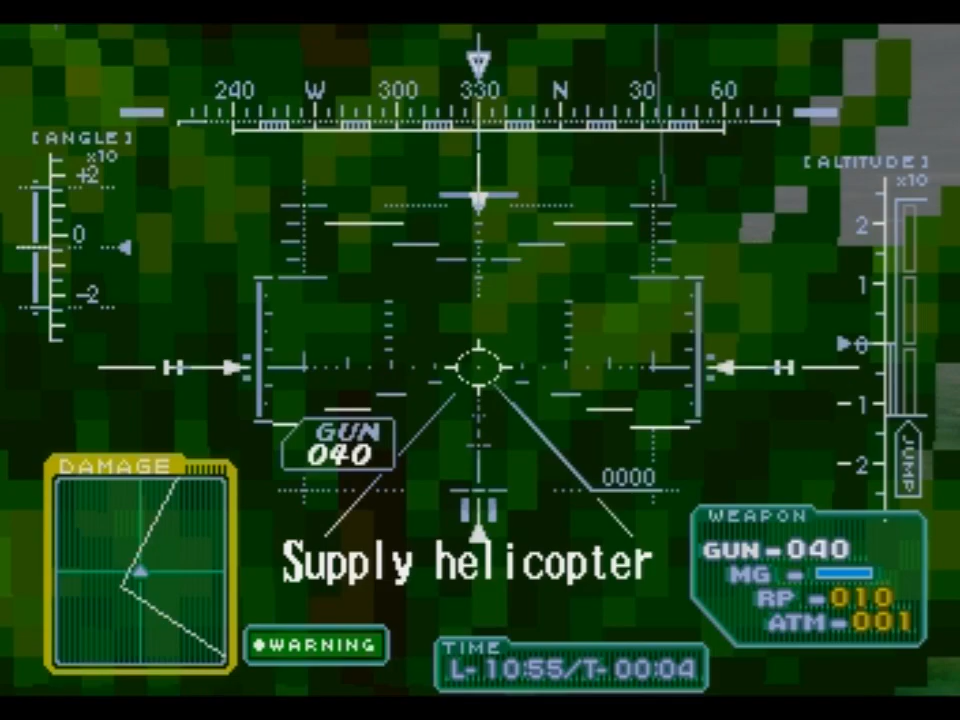 240 W 300 330 N 30 60
[ANGLE]
x10
+2
0
-2
[ALTITUDE]
x10
2
1
0
-1
-2
JUMP
GUN
040
0000
DAMAGE
Supply helicopter
WEAPON
GUN-040
MG -
RP -010
ATM-001
WARNING
TIME
L-10:55/T-00:04